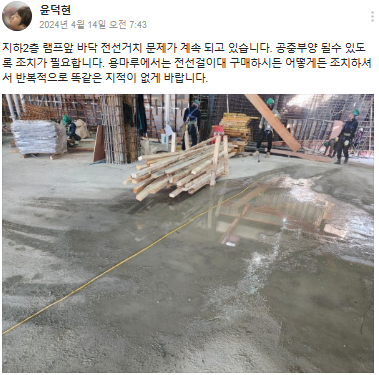 윤덕현
2024년 4월 14일 오전 7:43
지하2층 램프앞 바닥 전선거치 문제가 계속 되고 있습니다. 공중부양 될수 있도
록 조치가 필요합니다. 용마루에서는 전선걸이대 구매하시든 어떻게든 조치하셔
서 반복적으로 똑같은 지적이 없게 바랍니다.